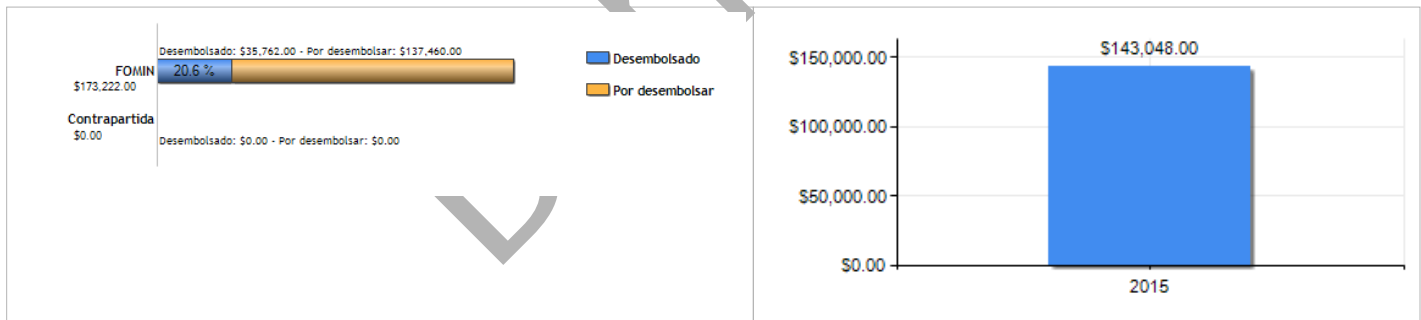 Desembolsado: $35,762.00 - Por desembolsar: $137,460.00
FOMIN
20.6 %
$173,222.00
Contrapartida
$0.00
Desembolsado: $0.00 - Por desembolsar: $0.00
Desembolsado
Por desembolsar
$143,048.00
$150,000.00
$100,000.00
$50,000.00
$0.00
2015